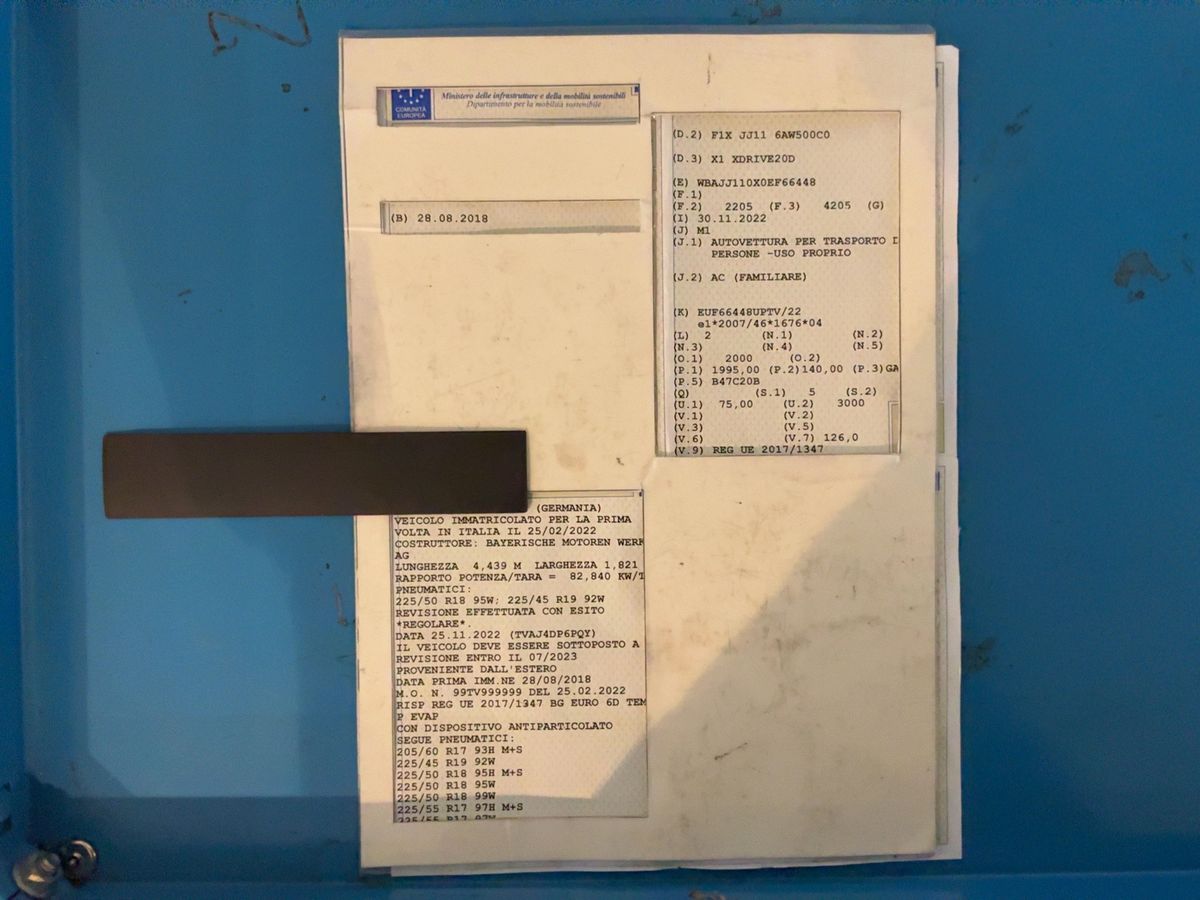 COMUNITÀ
EUROPEA
Ministero delle infrastrutture e della mobilità sostenibili
Dipartimento per la mobilità sostenibile
(B) 28.08.2018
(D.2) F1X JJ11 6AW500C0
(D.3) X1 XDRIVE20D
(E) WBAJJ110X0EF66448
(F.1)
(F.2) 2205 (F.3) 4205 (G)
(I) 30.11.2022
(J) M1
(J.1) AUTOVETTURA PER TRASPORTO D
PERSONE -USO PROPRIO
(J.2) AC (FAMILIARE)
(K) EUF66448UPTV/22
e1*2007/46*1676*04
(L) 2 (N.1) (N.2)
(N.3) (N.4) (N.5)
(O.1) 2000 (O.2)
(P.1) 1995,00 (P.2)140,00 (P.3)GA
(P.5) B47C20B
(Q) (S.1) 5 (S.2)
(U.1) 75,00 (U.2) 3000
(V.1) (V.2)
(V.3) (V.5)
(V.6) (V.7) 126,0
(V.9) REG UE 2017/1347
(GERMANIA)
VEICOLO IMMATRICOLATO PER LA PRIMA
VOLTA IN ITALIA IL 25/02/2022
COSTRUTTORE: BAYERISCHE MOTOREN WERK
AG
LUNGHEZZA 4,439 M LARGHEZZA 1,821
RAPPORTO POTENZA/TARA = 82,840 KW/T
PNEUMATICI:
225/50 R18 95W; 225/45 R19 92W
REVISIONE EFFETTUATA CON ESITO
*REGOLARE*.
DATA 25.11.2022 (TVAJ4DP6PQY)
IL VEICOLO DEVE ESSERE SOTTOPOSTO A
REVISIONE ENTRO IL 07/2023
PROVENIENTE DALL'ESTERO
DATA PRIMA IMM.NE 28/08/2018
M.O. N. 99TV999999 DEL 25.02.2022
RISP REG UE 2017/1347 BG EURO 6D TEM
P EVAP
CON DISPOSITIVO ANTIPARTICOLATO
SEGUE PNEUMATICI:
205/60 R17 93H M+S
225/45 R19 92W
225/50 R18 95H M+S
225/50 R18 95W
225/50 R18 99W
225/55 R17 97H M+S
225/55 R17 97W